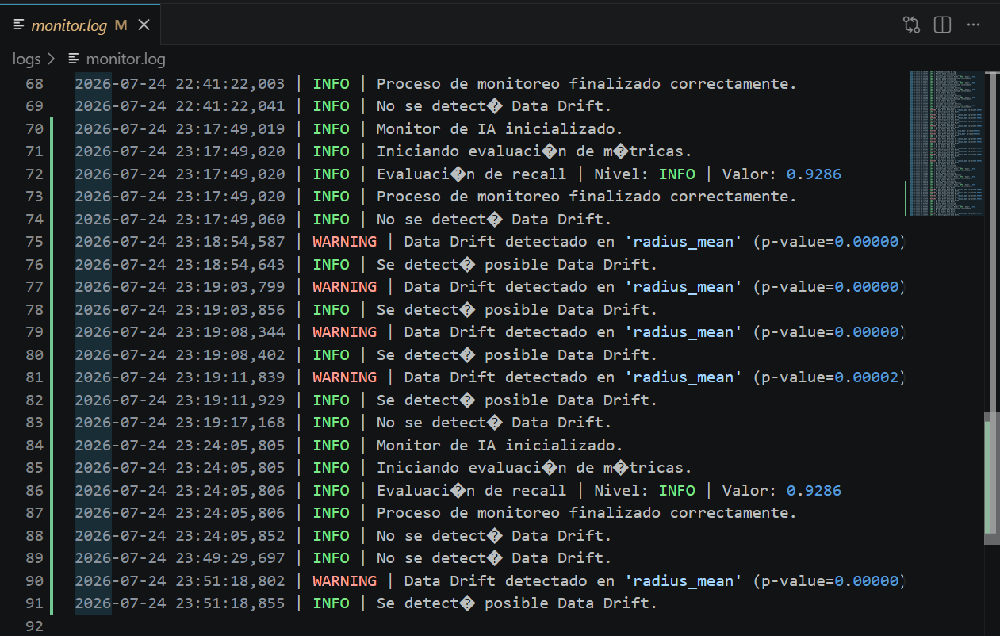 monitor.log M
logs > monitor.log
68 2026-07-24 22:41:22,003 | INFO | Proceso de monitoreo finalizado correctamente.
69 2026-07-24 22:41:22,041 | INFO | No se detect� Data Drift.
70 2026-07-24 23:17:49,019 | INFO | Monitor de IA inicializado.
71 2026-07-24 23:17:49,020 | INFO | Iniciando evaluaci�n de m�tricas.
72 2026-07-24 23:17:49,020 | INFO | Evaluaci�n de recall | Nivel: INFO | Valor: 0.9286
73 2026-07-24 23:17:49,020 | INFO | Proceso de monitoreo finalizado correctamente.
74 2026-07-24 23:17:49,060 | INFO | No se detect� Data Drift.
75 2026-07-24 23:18:54,587 | WARNING | Data Drift detectado en 'radius_mean' (p-value=0.00000)
76 2026-07-24 23:18:54,643 | INFO | Se detect� posible Data Drift.
77 2026-07-24 23:19:03,799 | WARNING | Data Drift detectado en 'radius_mean' (p-value=0.00000)
78 2026-07-24 23:19:03,856 | INFO | Se detect� posible Data Drift.
79 2026-07-24 23:19:08,344 | WARNING | Data Drift detectado en 'radius_mean' (p-value=0.00000)
80 2026-07-24 23:19:08,402 | INFO | Se detect� posible Data Drift.
81 2026-07-24 23:19:11,839 | WARNING | Data Drift detectado en 'radius_mean' (p-value=0.00002)
82 2026-07-24 23:19:11,929 | INFO | Se detect� posible Data Drift.
83 2026-07-24 23:19:17,168 | INFO | No se detect� Data Drift.
84 2026-07-24 23:24:05,805 | INFO | Monitor de IA inicializado.
85 2026-07-24 23:24:05,805 | INFO | Iniciando evaluaci�n de m�tricas.
86 2026-07-24 23:24:05,806 | INFO | Evaluaci�n de recall | Nivel: INFO | Valor: 0.9286
87 2026-07-24 23:24:05,806 | INFO | Proceso de monitoreo finalizado correctamente.
88 2026-07-24 23:24:05,852 | INFO | No se detect� Data Drift.
89 2026-07-24 23:49:29,697 | INFO | No se detect� Data Drift.
90 2026-07-24 23:51:18,802 | WARNING | Data Drift detectado en 'radius_mean' (p-value=0.00000)
91 2026-07-24 23:51:18,855 | INFO | Se detect� posible Data Drift.
92